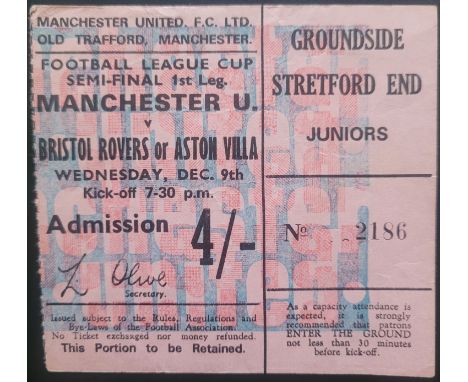 MANCHESTER UNITED. F.C. LTD.
OLD TRAFFORD, MANCHESTER.
FOOTBALL LEAGUE CUP
SEMI-FINAL 1st Leg.
MANCHESTER U.
v
BRISTOL ROVERS or ASTON VILLA
WEDNESDAY, DEC. 9th
Kick-off 7-30 p.m.
Admission 4/-
L. Olive
Secretary.
Issued subject to the Rules, Regulations and
Bye-Laws of the Football Association.
No Ticket exchanged nor money refunded.
This Portion to be Retained.
GROUNDSIDE
STRETFORD END
JUNIORS
No 2186
As a capacity attendance is
expected, it is strongly
recommended that patrons
ENTER THE GROUND
not less than 30 minutes
before kick-off.